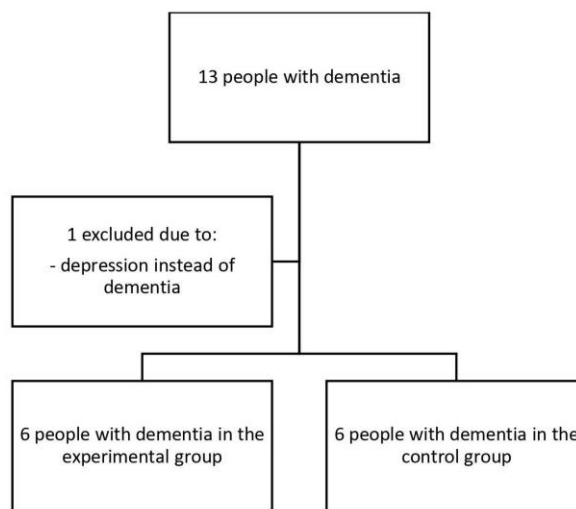 13 people with dementia
1 excluded due to:
- depression instead of
dementia
6 people with dementia in the
experimental group
6 people with dementia in the
control group